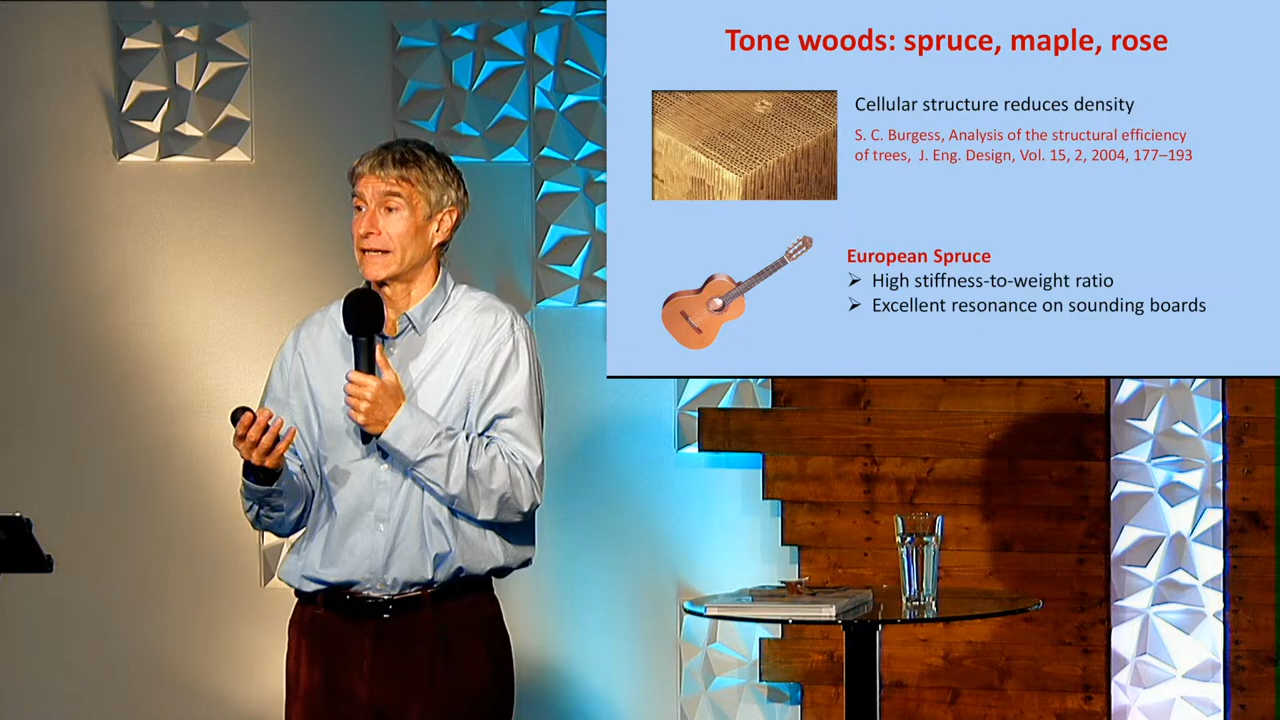 Tone woods: spruce, maple, rose
Cellular structure reduces density
S. C. Burgess, Analysis of the structural efficiency
of trees, J. Eng. Design, Vol. 15, 2, 2004, 177–193
European Spruce
➢ High stiffness-to-weight ratio
➢ Excellent resonance on sounding boards